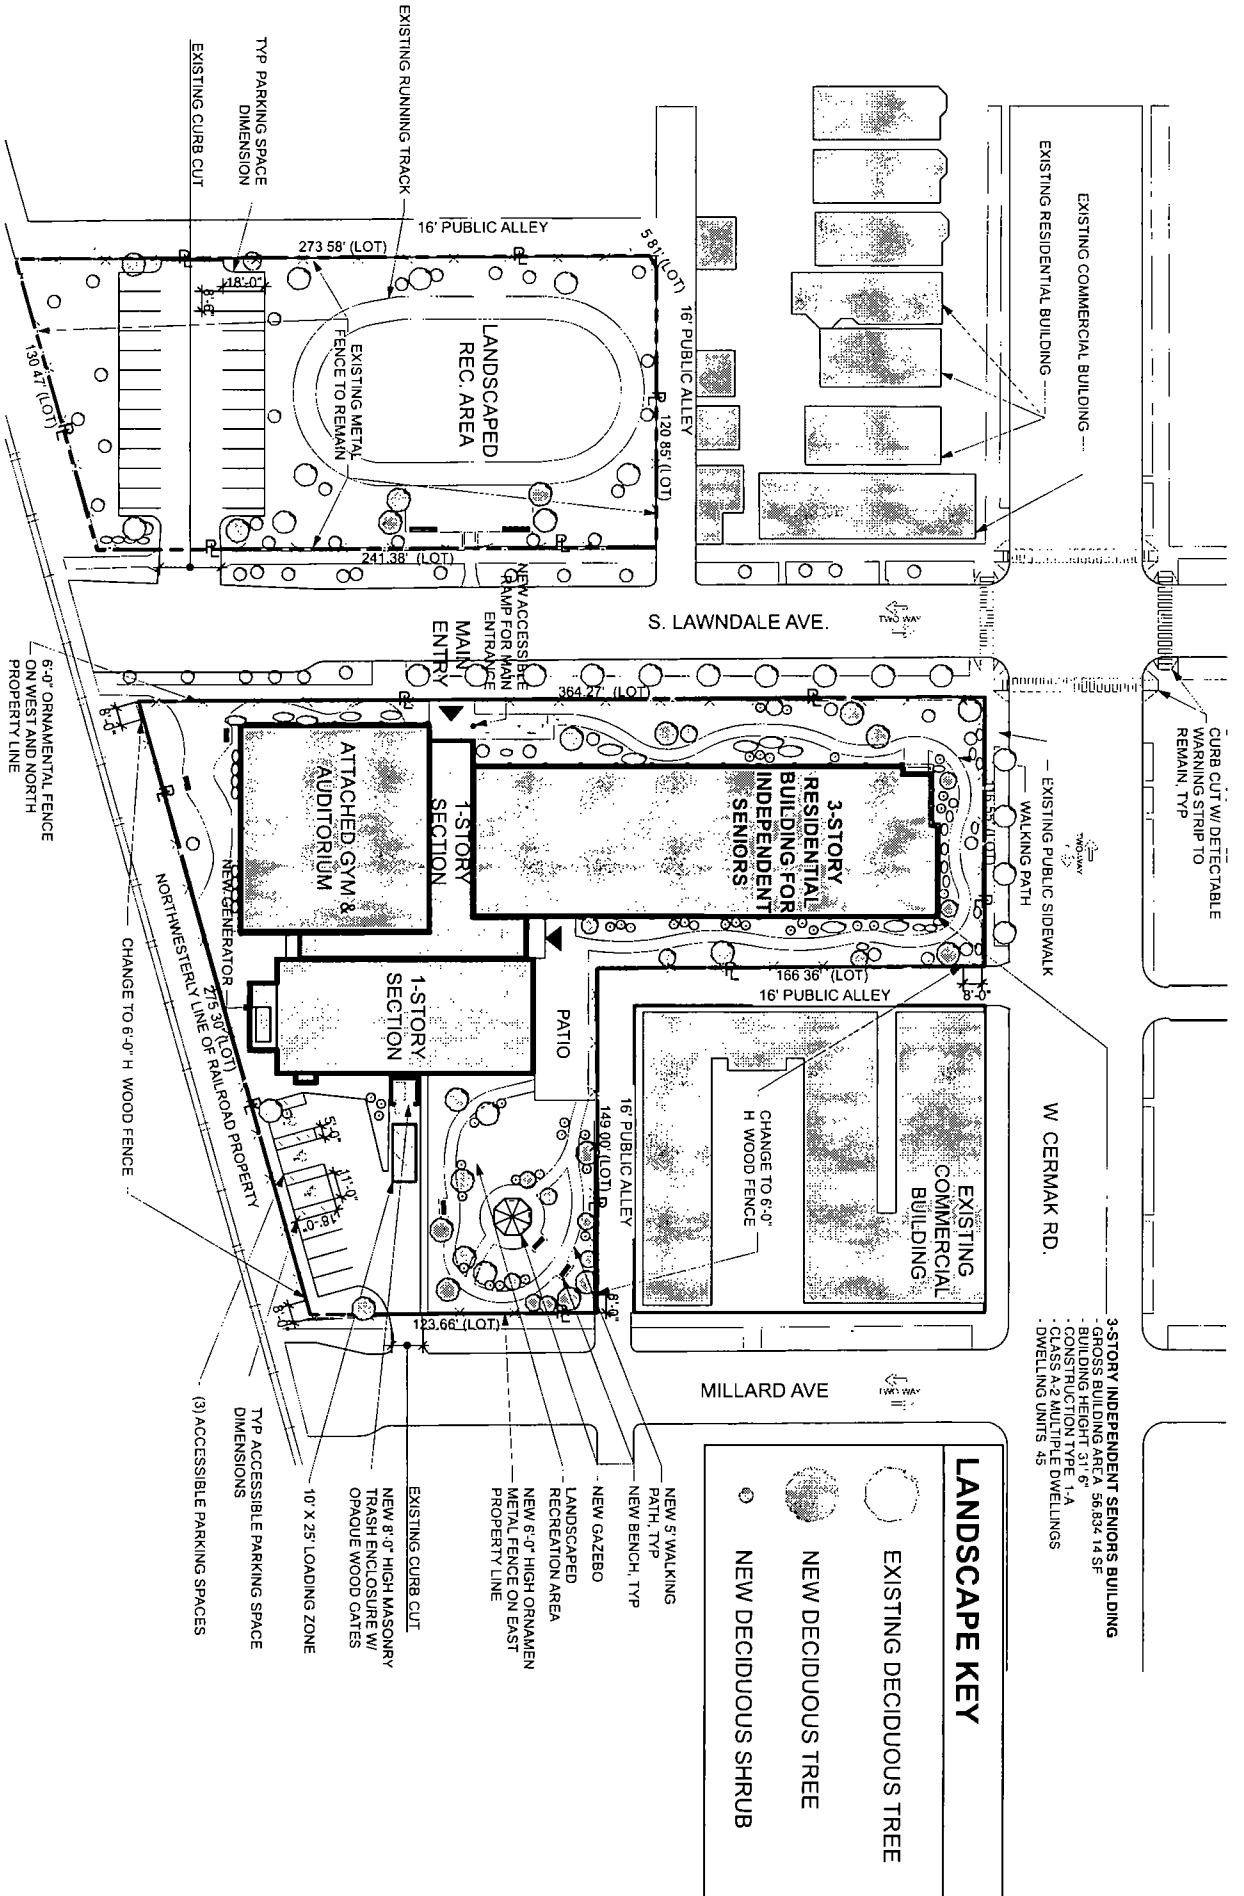 CURB CUT W/ DETECTABLE
WARNING STRIP TO
REMAIN, TYP
EXISTING COMMERCIAL BUILDING
EXISTING RESIDENTIAL BUILDING
EXISTING PUBLIC SIDEWALK
WALKING PATH
TWO-WAY
W CERMAK RD.
3-STORY INDEPENDENT SENIORS BUILDING
- GROSS BUILDING AREA 56,834 14 SF
- BUILDING HEIGHT 31' 6"
- CONSTRUCTION TYPE 1-A
- CLASS A-2 MULTIPLE DWELLINGS
- DWELLING UNITS 45
LANDSCAPE KEY
EXISTING DECIDUOUS TREE
NEW DECIDUOUS TREE
NEW DECIDUOUS SHRUB
TWO WAY
S. LAWNDALE AVE.
TWO WAY
MILLARD AVE
EXISTING
COMMERCIAL
BUILDING
CHANGE TO 6'-0"
H WOOD FENCE
16' PUBLIC ALLEY
166 36' (LOT)
8'-0"
16' PUBLIC ALLEY
149 00' (LOT)
8'-0"
5 81' (LOT)
16' PUBLIC ALLEY
120 85' (LOT)
16' PUBLIC ALLEY
273 58' (LOT)
EXISTING RUNNING TRACK
TYP PARKING SPACE
DIMENSION
EXISTING CURB CUT
18'-0"
8'-6"
LANDSCAPED
REC. AREA
EXISTING METAL
FENCE TO REMAIN
130 47' (LOT)
241.38' (LOT)
NEW ACCESSIBLE
RAMP FOR MAIN
ENTRANCE
MAIN
ENTRY
364.27' (LOT)
3-STORY
RESIDENTIAL
BUILDING FOR
INDEPENDENT
SENIORS
1-STORY
SECTION
ATTACHED GYM &
AUDITORIUM
1-STORY
SECTION
PATIO
NEW GENERATOR
275 30' (LOT)
NORTHWESTERLY LINE OF RAILROAD PROPERTY
8'-0"
6'-0" ORNAMENTAL FENCE
ON WEST AND NORTH
PROPERTY LINE
CHANGE TO 6'-0" H WOOD FENCE
5'-0"
11'-0"
18'-0"
8'-0"
123.66' (LOT)
NEW 5' WALKING
PATH, TYP
NEW BENCH, TYP
NEW GAZEBO
LANDSCAPED
RECREATION AREA
NEW 6'-0" HIGH ORNAMEN
METAL FENCE ON EAST
PROPERTY LINE
EXISTING CURB CUT
NEW 8'-0" HIGH MASONRY
TRASH ENCLOSURE W/
OPAQUE WOOD GATES
10' X 25' LOADING ZONE
TYP ACCESSIBLE PARKING SPACE
DIMENSIONS
(3) ACCESSIBLE PARKING SPACES